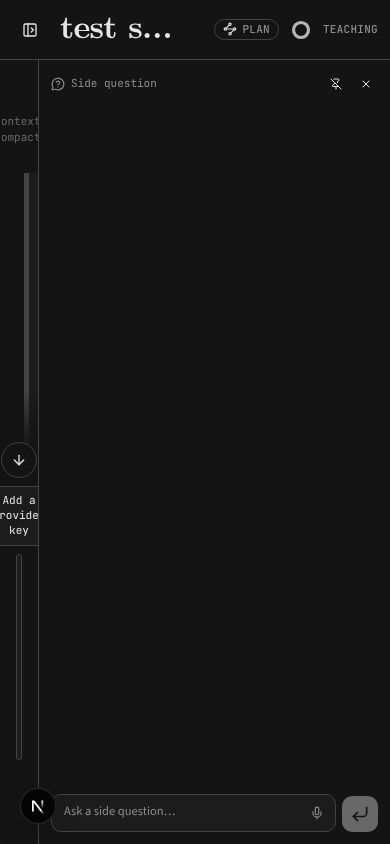 test s...
PLAN
TEACHING
Side question
ontext
ompact
Add a
rovide
key
N
Ask a side question...